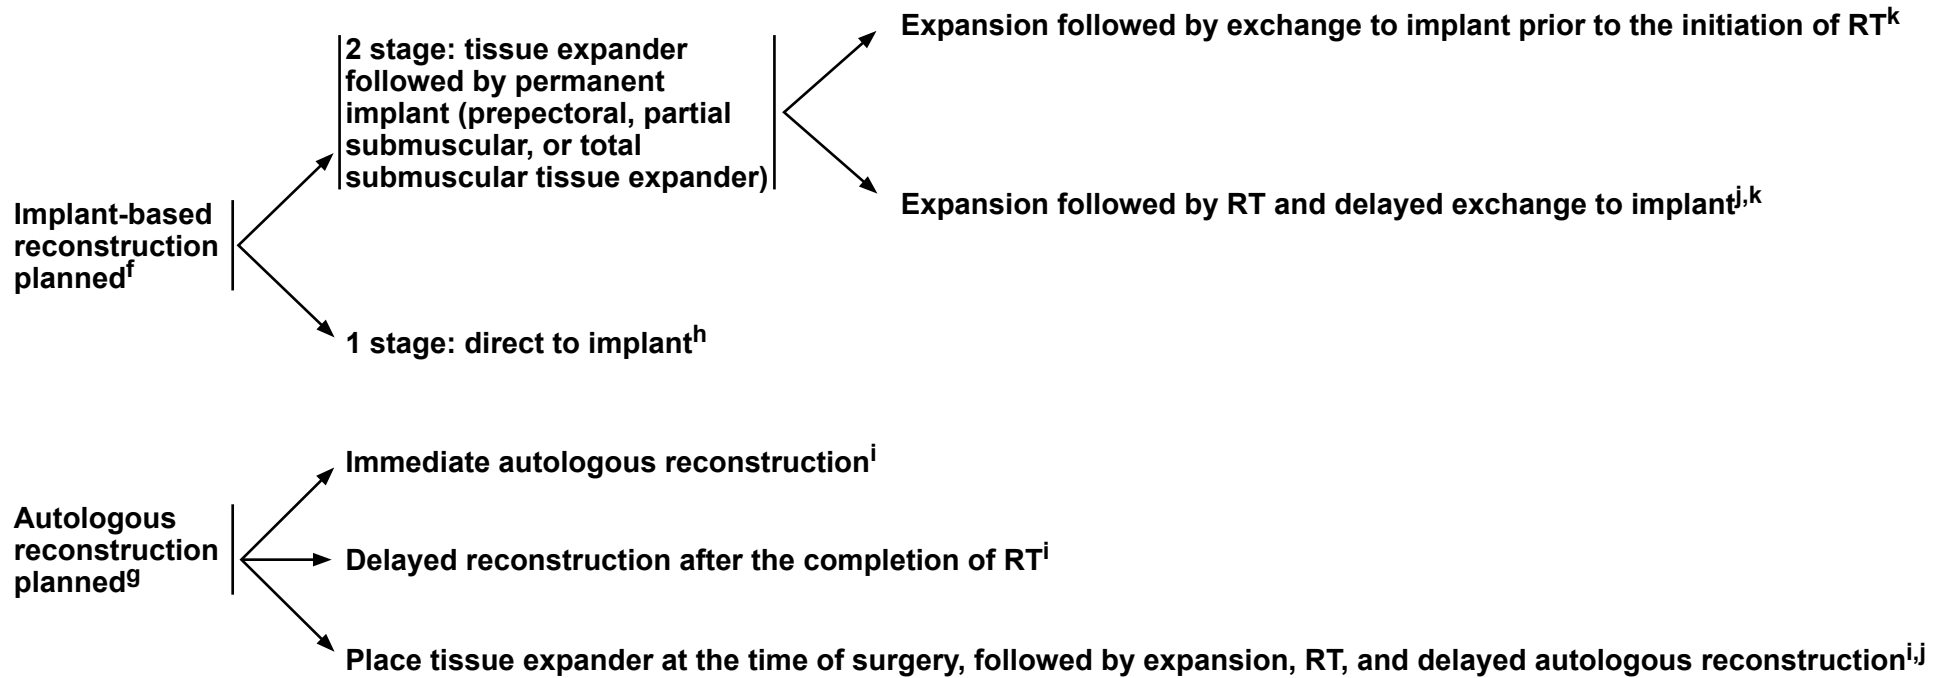 Implant-based
reconstruction
plannedᶠ
2 stage: tissue expander
followed by permanent
implant (prepectoral, partial
submuscular, or total
submuscular tissue expander)
Expansion followed by exchange to implant prior to the initiation of RTᵏ
Expansion followed by RT and delayed exchange to implantʲ,ᵏ
1 stage: direct to implantʰ
Autologous
reconstruction
plannedᵍ
Immediate autologous reconstructionⁱ
Delayed reconstruction after the completion of RTⁱ
Place tissue expander at the time of surgery, followed by expansion, RT, and delayed autologous reconstructionⁱ,ʲ